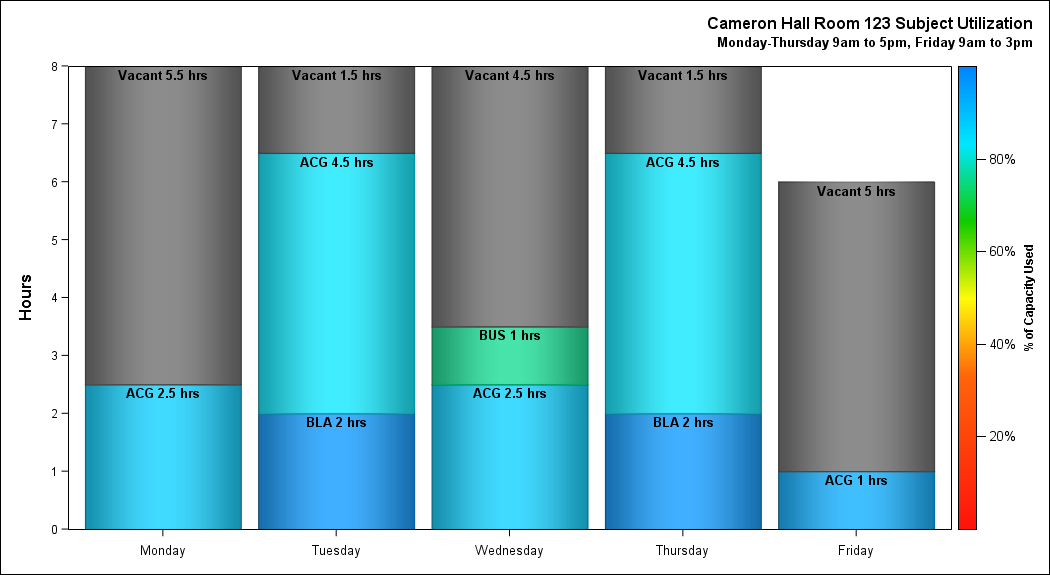 Cameron Hall Room 123 Subject Utilization
Monday-Thursday 9am to 5pm, Friday 9am to 3pm
Hours
8
7
6
5
4
3
2
1
0
Vacant 5.5 hrs
ACG 2.5 hrs
Vacant 1.5 hrs
ACG 4.5 hrs
BLA 2 hrs
Vacant 4.5 hrs
BUS 1 hrs
ACG 2.5 hrs
Vacant 1.5 hrs
ACG 4.5 hrs
BLA 2 hrs
Vacant 5 hrs
ACG 1 hrs
Monday
Tuesday
Wednesday
Thursday
Friday
80%
60%
40%
20%
% of Capacity Used